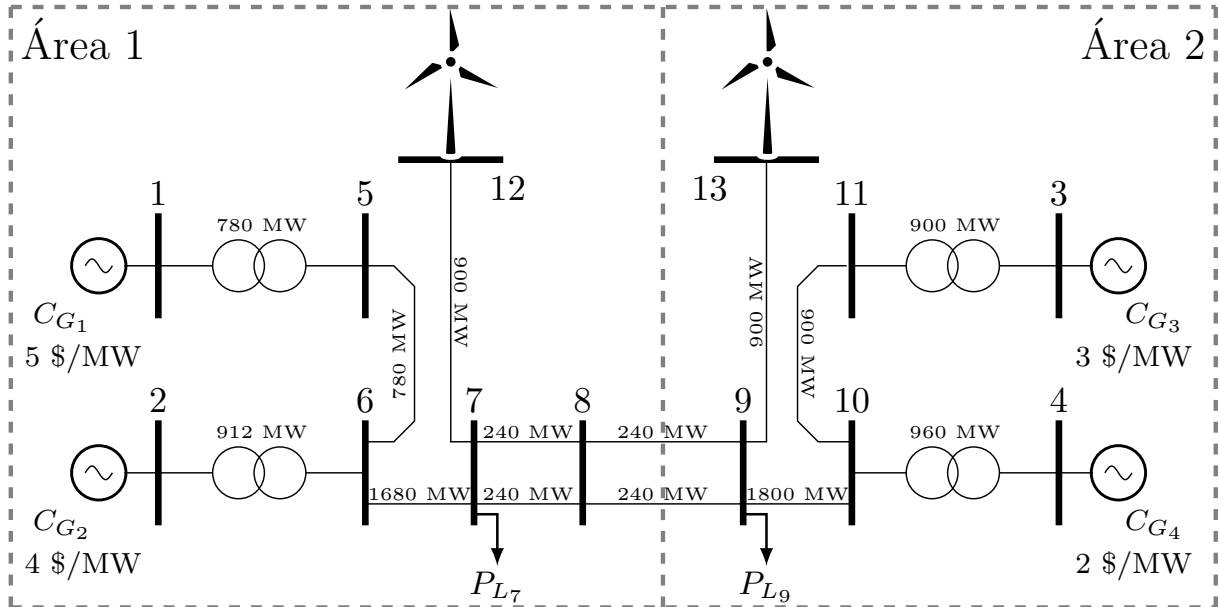 Área 1
Área 2
12
13
1
5
11
3
780 MW
900 MW
C_{G_1}
5 $/MW
C_{G_3}
3 $/MW
780 MW
900 MW
900 MW
900 MW
2
6
7
8
9
10
4
912 MW
240 MW
240 MW
960 MW
1680 MW
240 MW
240 MW
1800 MW
C_{G_2}
4 $/MW
C_{G_4}
2 $/MW
P_{L_7}
P_{L_9}